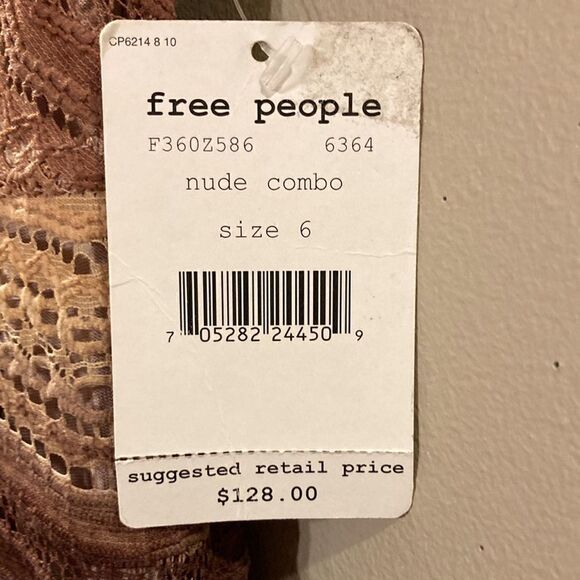 CP6214 8 10
free people
F360Z586 6364
nude combo
size 6
7 05282 24450 9
suggested retail price
$128.00